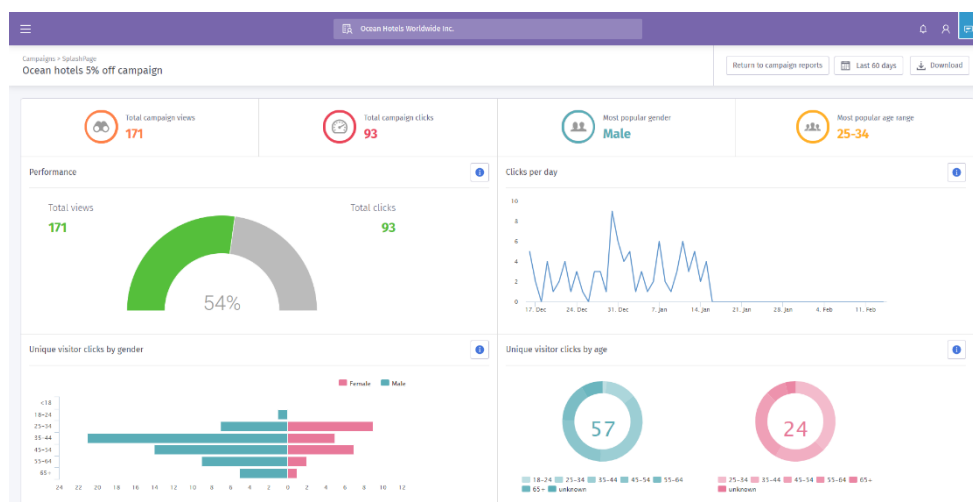 Ocean Hotels Worldwide Inc.
Campaigns > SplashPage
Ocean hotels 5% off campaign
Return to campaign reports
Last 60 days
Download
Total campaign views
171
Total campaign clicks
93
Most popular gender
Male
Most popular age range
25-34
Performance
Total views
171
Total clicks
93
54%
Clicks per day
10
8
6
4
2
0
17. Dec 24. Dec 31. Dec 7. Jan 14. Jan 21. Jan 28. Jan 4. Feb 11. Feb
Unique visitor clicks by gender
Female Male
<18
18-24
25-34
35-44
45-54
55-64
65+
24 22 20 18 16 14 12 10 8 6 4 2 0 2 4 6 8 10 12
Unique visitor clicks by age
57
18-24 25-34 35-44 45-54 55-64
65+ unknown
24
25-34 35-44 45-54 55-64 65+
unknown